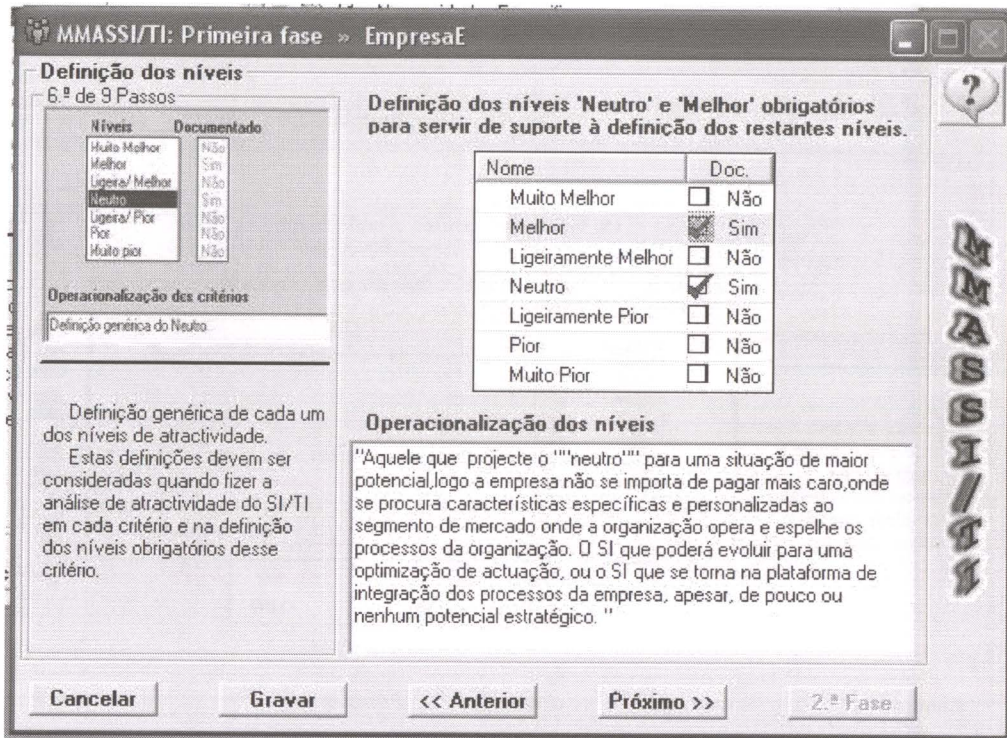 MMASSI/TI: Primeira fase » EmpresaE
Definição dos níveis
6.º de 9 Passos
Níveis Documentado
Muito Melhor Não
Melhor Sim
Ligeira/ Melhor Não
Neutro Sim
Ligeira/ Pior Não
Pior Não
Muito pior Não
Operacionalização dos critérios
Definição genérica do Neutro.
Definição genérica de cada um
dos níveis de atractividade.
Estas definições devem ser
consideradas quando fizer a
análise de atractividade do SI/TI
em cada critério e na definição
dos níveis obrigatórios desse
critério.
Definição dos níveis 'Neutro' e 'Melhor' obrigatórios
para servir de suporte à definição dos restantes níveis.
Nome Doc.
Muito Melhor Não
Melhor Sim
Ligeiramente Melhor Não
Neutro Sim
Ligeiramente Pior Não
Pior Não
Muito Pior Não
Operacionalização dos níveis
"Aquele que projecte o ""neutro"" para uma situação de maior
potencial,logo a empresa não se importa de pagar mais caro,onde
se procura características específicas e personalizadas ao
segmento de mercado onde a organização opera e espelhe os
processos da organização. O SI que poderá evoluir para uma
optimização de actuação, ou o SI que se torna na plataforma de
integração dos processos da empresa, apesar, de pouco ou
nenhum potencial estratégico. "
?
MMASSI/TI
Cancelar Gravar << Anterior Próximo >> 2.ª Fase